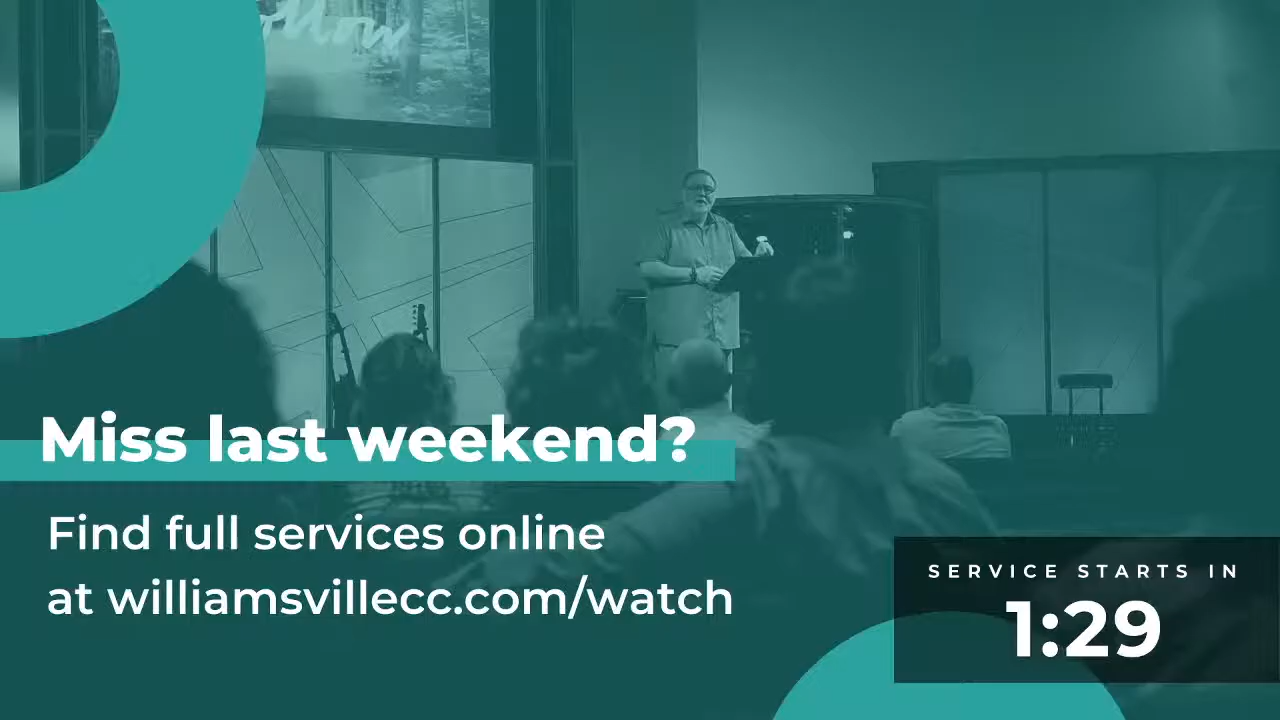 Miss last weekend?
Find full services online
at williamsvillecc.com/watch
SERVICE STARTS IN
1:29